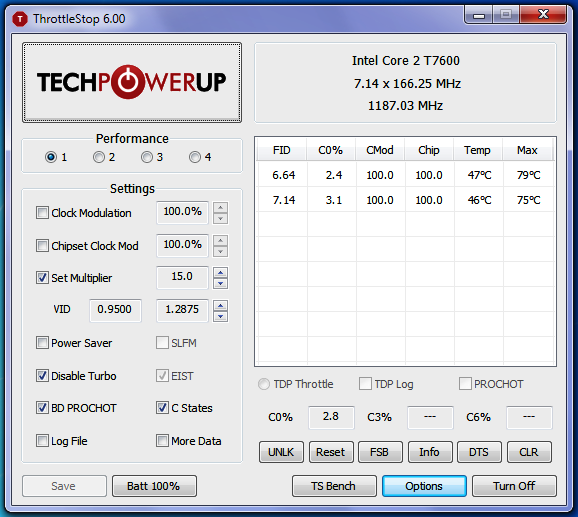 ThrottleStop 6.00
TECHPOWERUP
Intel Core 2 T7600
7.14 x 166.25 MHz
1187.03 MHz
Performance
1 2 3 4
Settings
Clock Modulation 100.0%
Chipset Clock Mod 100.0%
Set Multiplier 15.0
VID 0.9500 1.2875
Power Saver SLFM
Disable Turbo EIST
BD PROCHOT C States
Log File More Data
FID C0% CMod Chip Temp Max
6.64 2.4 100.0 100.0 47°C 79°C
7.14 3.1 100.0 100.0 46°C 75°C
TDP Throttle TDP Log PROCHOT
C0% 2.8 C3% --- C6% ---
UNLK Reset FSB Info DTS CLR
Save Batt 100% TS Bench Options Turn Off